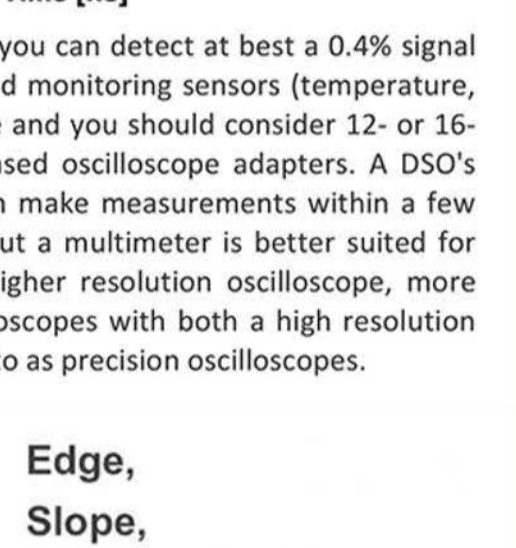 you can detect at best a 0.4% signal
d monitoring sensors (temperature,
and you should consider 12- or 16-
sed oscilloscope adapters. A DSO's
make measurements within a few
ut a multimeter is better suited for
igher resolution oscilloscope, more
oscopes with both a high resolution
o as precision oscilloscopes.
Edge,
Slope,